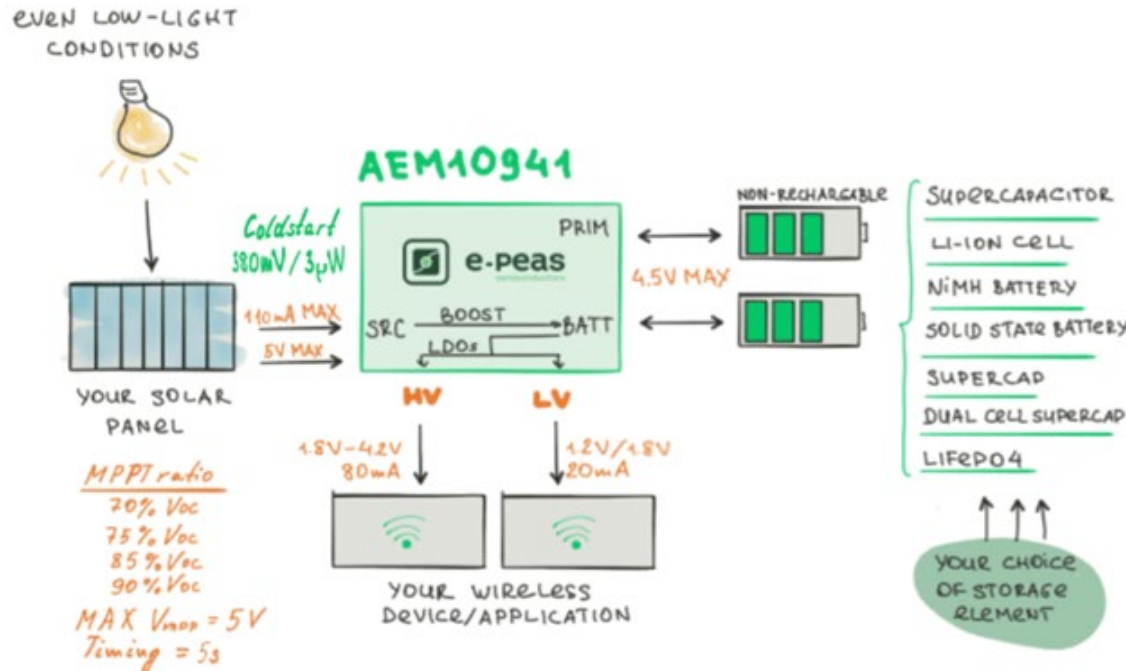 EVEN LOW-LIGHT
CONDITIONS
AEM10941
Coldstart
380mV/3µW
110mA MAX
5V MAX
YOUR SOLAR
PANEL
MPPT ratio
70% Voc
75% Voc
85% Voc
90% Voc
MAX Vmpp = 5V
Timing = 5s
PRIM
e-peas
SRC
BOOST
BATT
LDOs
HV
LV
1.8V-4.2V
80mA
1.2V/1.8V
20mA
YOUR WIRELESS
DEVICE/APPLICATION
NON-RECHARGABLE
4.5V MAX
SUPERCAPACITOR
LI-ION CELL
NiMH BATTERY
SOLID STATE BATTERY
SUPERCAP
DUAL CELL SUPERCAP
LIFEPO4
YOUR CHOICE
OF STORAGE
ELEMENT